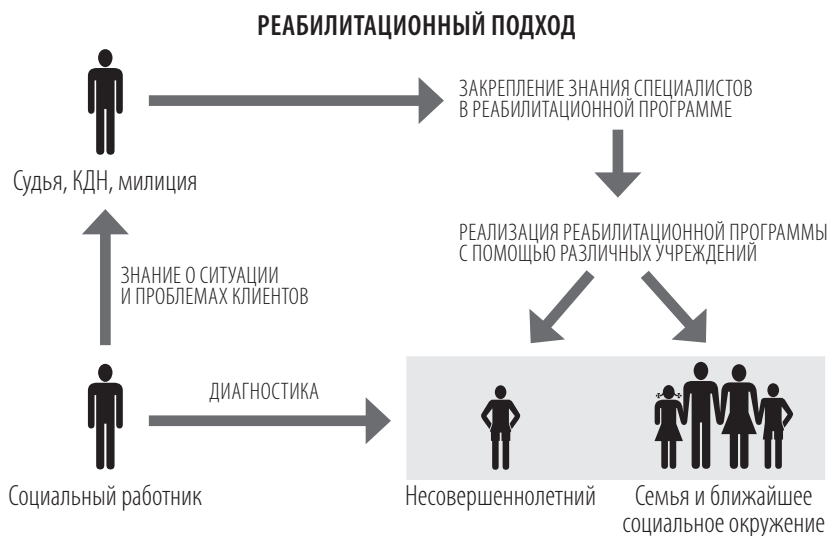 РЕАБИЛИТАЦИОННЫЙ ПОДХОД
ЗАКРЕПЛЕНИЕ ЗНАНИЯ СПЕЦИАЛИСТОВ
В РЕАБИЛИТАЦИОННОЙ ПРОГРАММЕ
Судья, КДН, милиция
РЕАЛИЗАЦИЯ РЕАБИЛИТАЦИОННОЙ ПРОГРАММЫ
С ПОМОЩЬЮ РАЗЛИЧНЫХ УЧРЕЖДЕНИЙ
ЗНАНИЕ О СИТУАЦИИ
И ПРОБЛЕМАХ КЛИЕНТОВ
ДИАГНОСТИКА
Социальный работник
Несовершеннолетний
Семья и ближайшее
социальное окружение